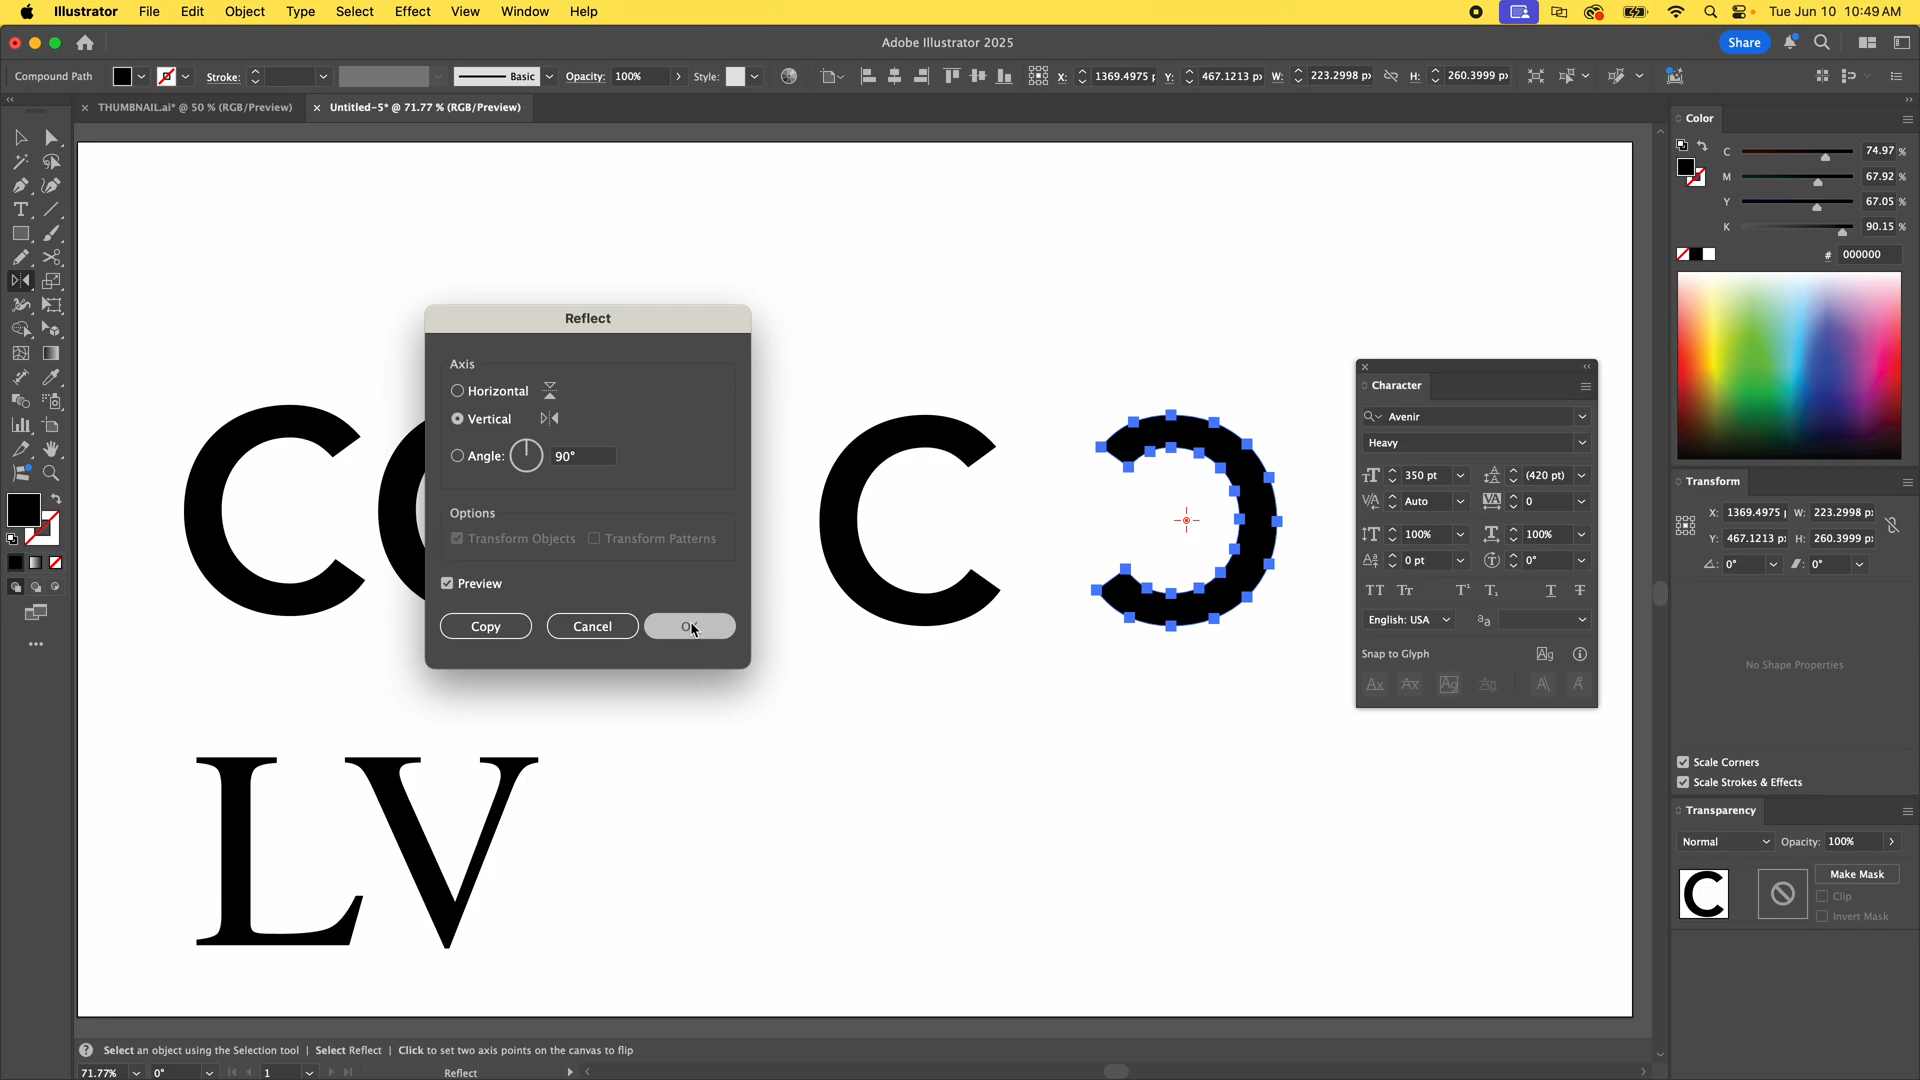 Illustrator File Edit Object Type Select Effect View Window Help
Tue Jun 10 10:49 AM
Adobe Illustrator 2025
Share
Compound Path
Stroke:
Basic
Opacity: 100%
Style:
X: 1369.4975 p
Y: 467.1213 p
W: 223.2998 p
H: 260.3999 p
× THUMBNAIL.ai* @ 50 % (RGB/Preview)
× Untitled-5* @ 71.77 % (RGB/Preview)
Color
C 74.97 %
M 67.92 %
Y 67.05 %
K 90.15 %
# 000000
Reflect
Axis
Horizontal
Vertical
Angle: 90°
Options
Transform Objects
Transform Patterns
Preview
Copy
Cancel
C
C
LV
Character
Avenir
Heavy
350 pt
(420 pt)
Auto
0
100%
100%
0 pt
0°
English: USA
Snap to Glyph
Transform
X: 1369.4975 W: 223.2998 p
Y: 467.1213 p H: 260.3999 p
0°
0°
No Shape Properties
Scale Corners
Scale Strokes & Effects
Transparency
Normal
Opacity: 100%
C
Make Mask
Clip
Invert Mask
Select an object using the Selection tool | Select Reflect | Click to set two axis points on the canvas to flip
71.77% 0° 1 Reflect